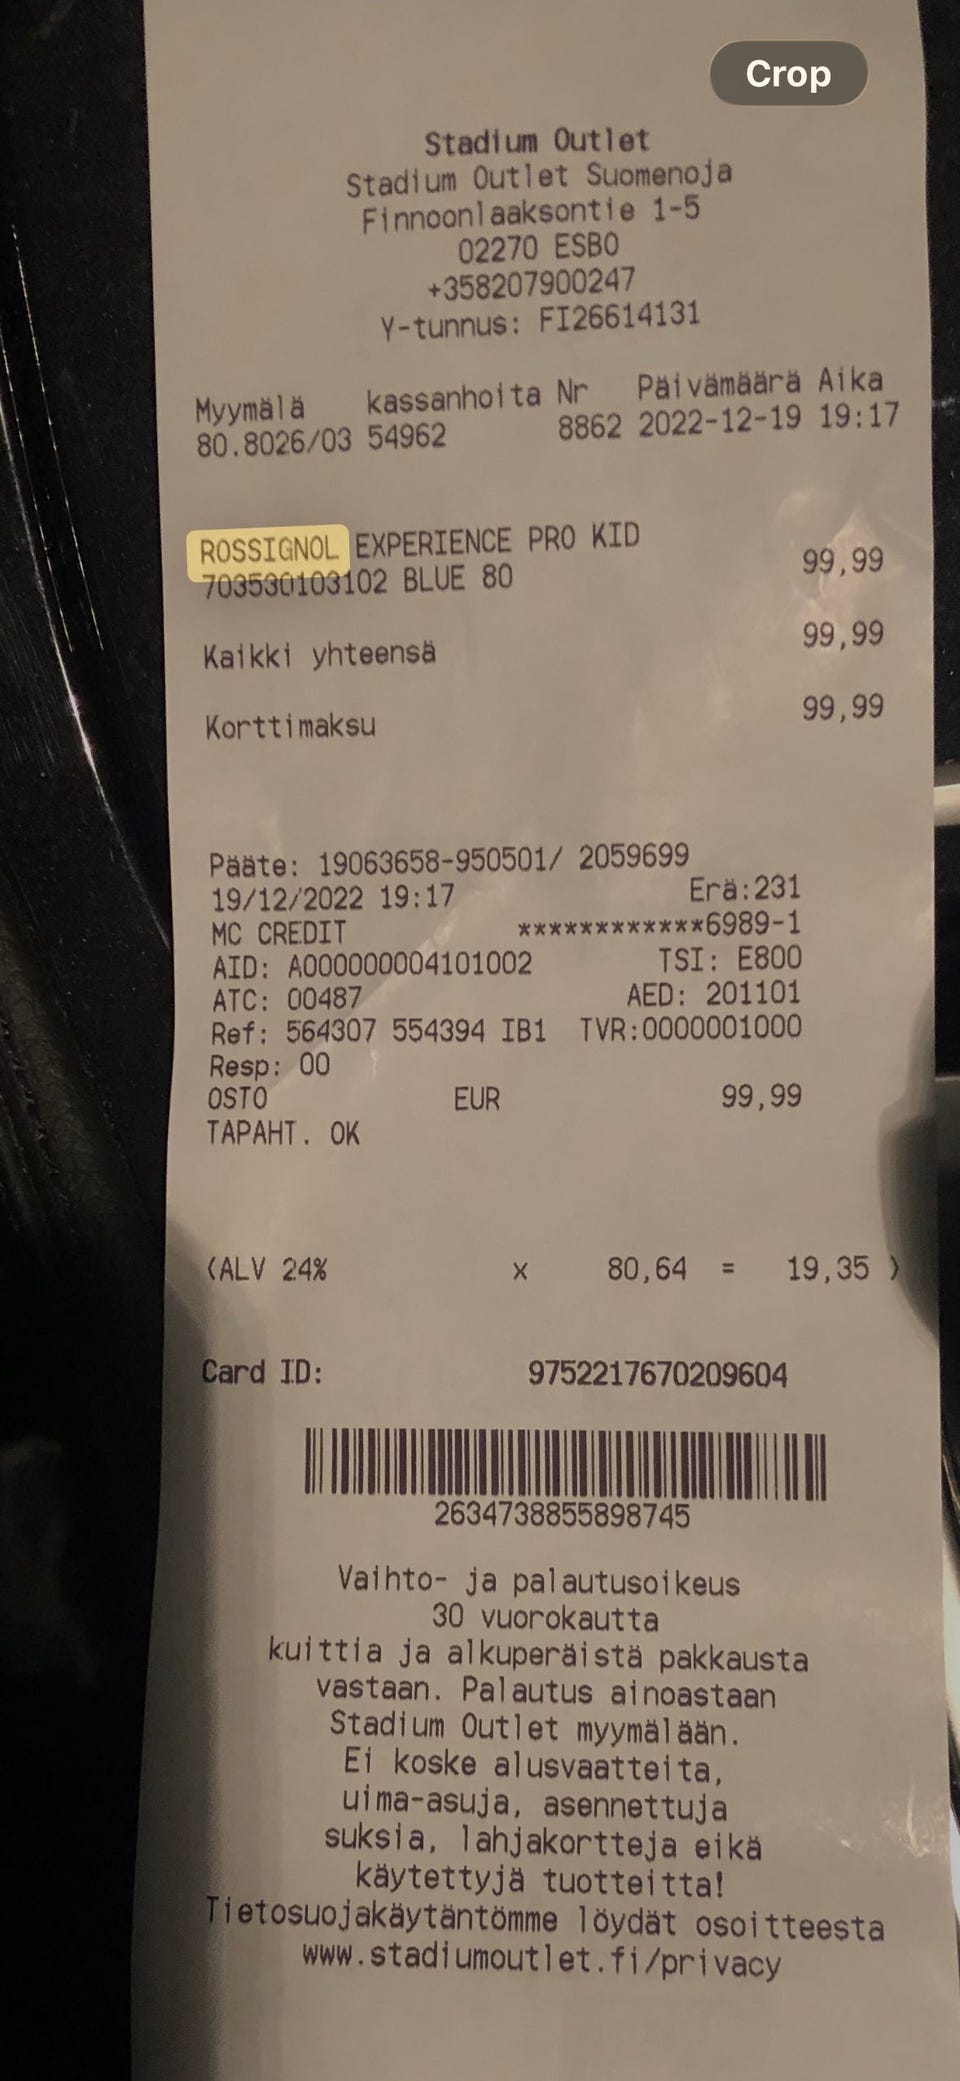 Crop
Stadium Outlet
Stadium Outlet Suomenoja
Finnoonlaaksontie 1-5
02270 ESBO
+358207900247
Y-tunnus: FI26614131
Myymälä kassanhoita Nr Päivämäärä Aika
80.8026/03 54962 8862 2022-12-19 19:17
ROSSIGNOL EXPERIENCE PRO KID
703530103102 BLUE 80 99,99
Kaikki yhteensä 99,99
Korttimaksu 99,99
Pääte: 19063658-950501/ 2059699
19/12/2022 19:17 Erä:231
MC CREDIT ************6989-1
AID: A000000004101002 TSI: E800
ATC: 00487 AED: 201101
Ref: 564307 554394 IB1 TVR:0000001000
Resp: 00
OSTO EUR 99,99
TAPAHT. OK
(ALV 24% x 80,64 = 19,35 )
Card ID: 9752217670209604
2634738855898745
Vaihto- ja palautusoikeus
30 vuorokautta
kuittia ja alkuperäistä pakkausta
vastaan. Palautus ainoastaan
Stadium Outlet myymälään.
Ei koske alusvaatteita,
uima-asuja, asennettuja
suksia, lahjakortteja eikä
käytettyjä tuotteitta!
Tietosuojakäytäntömme löydät osoitteesta
www.stadiumoutlet.fi/privacy